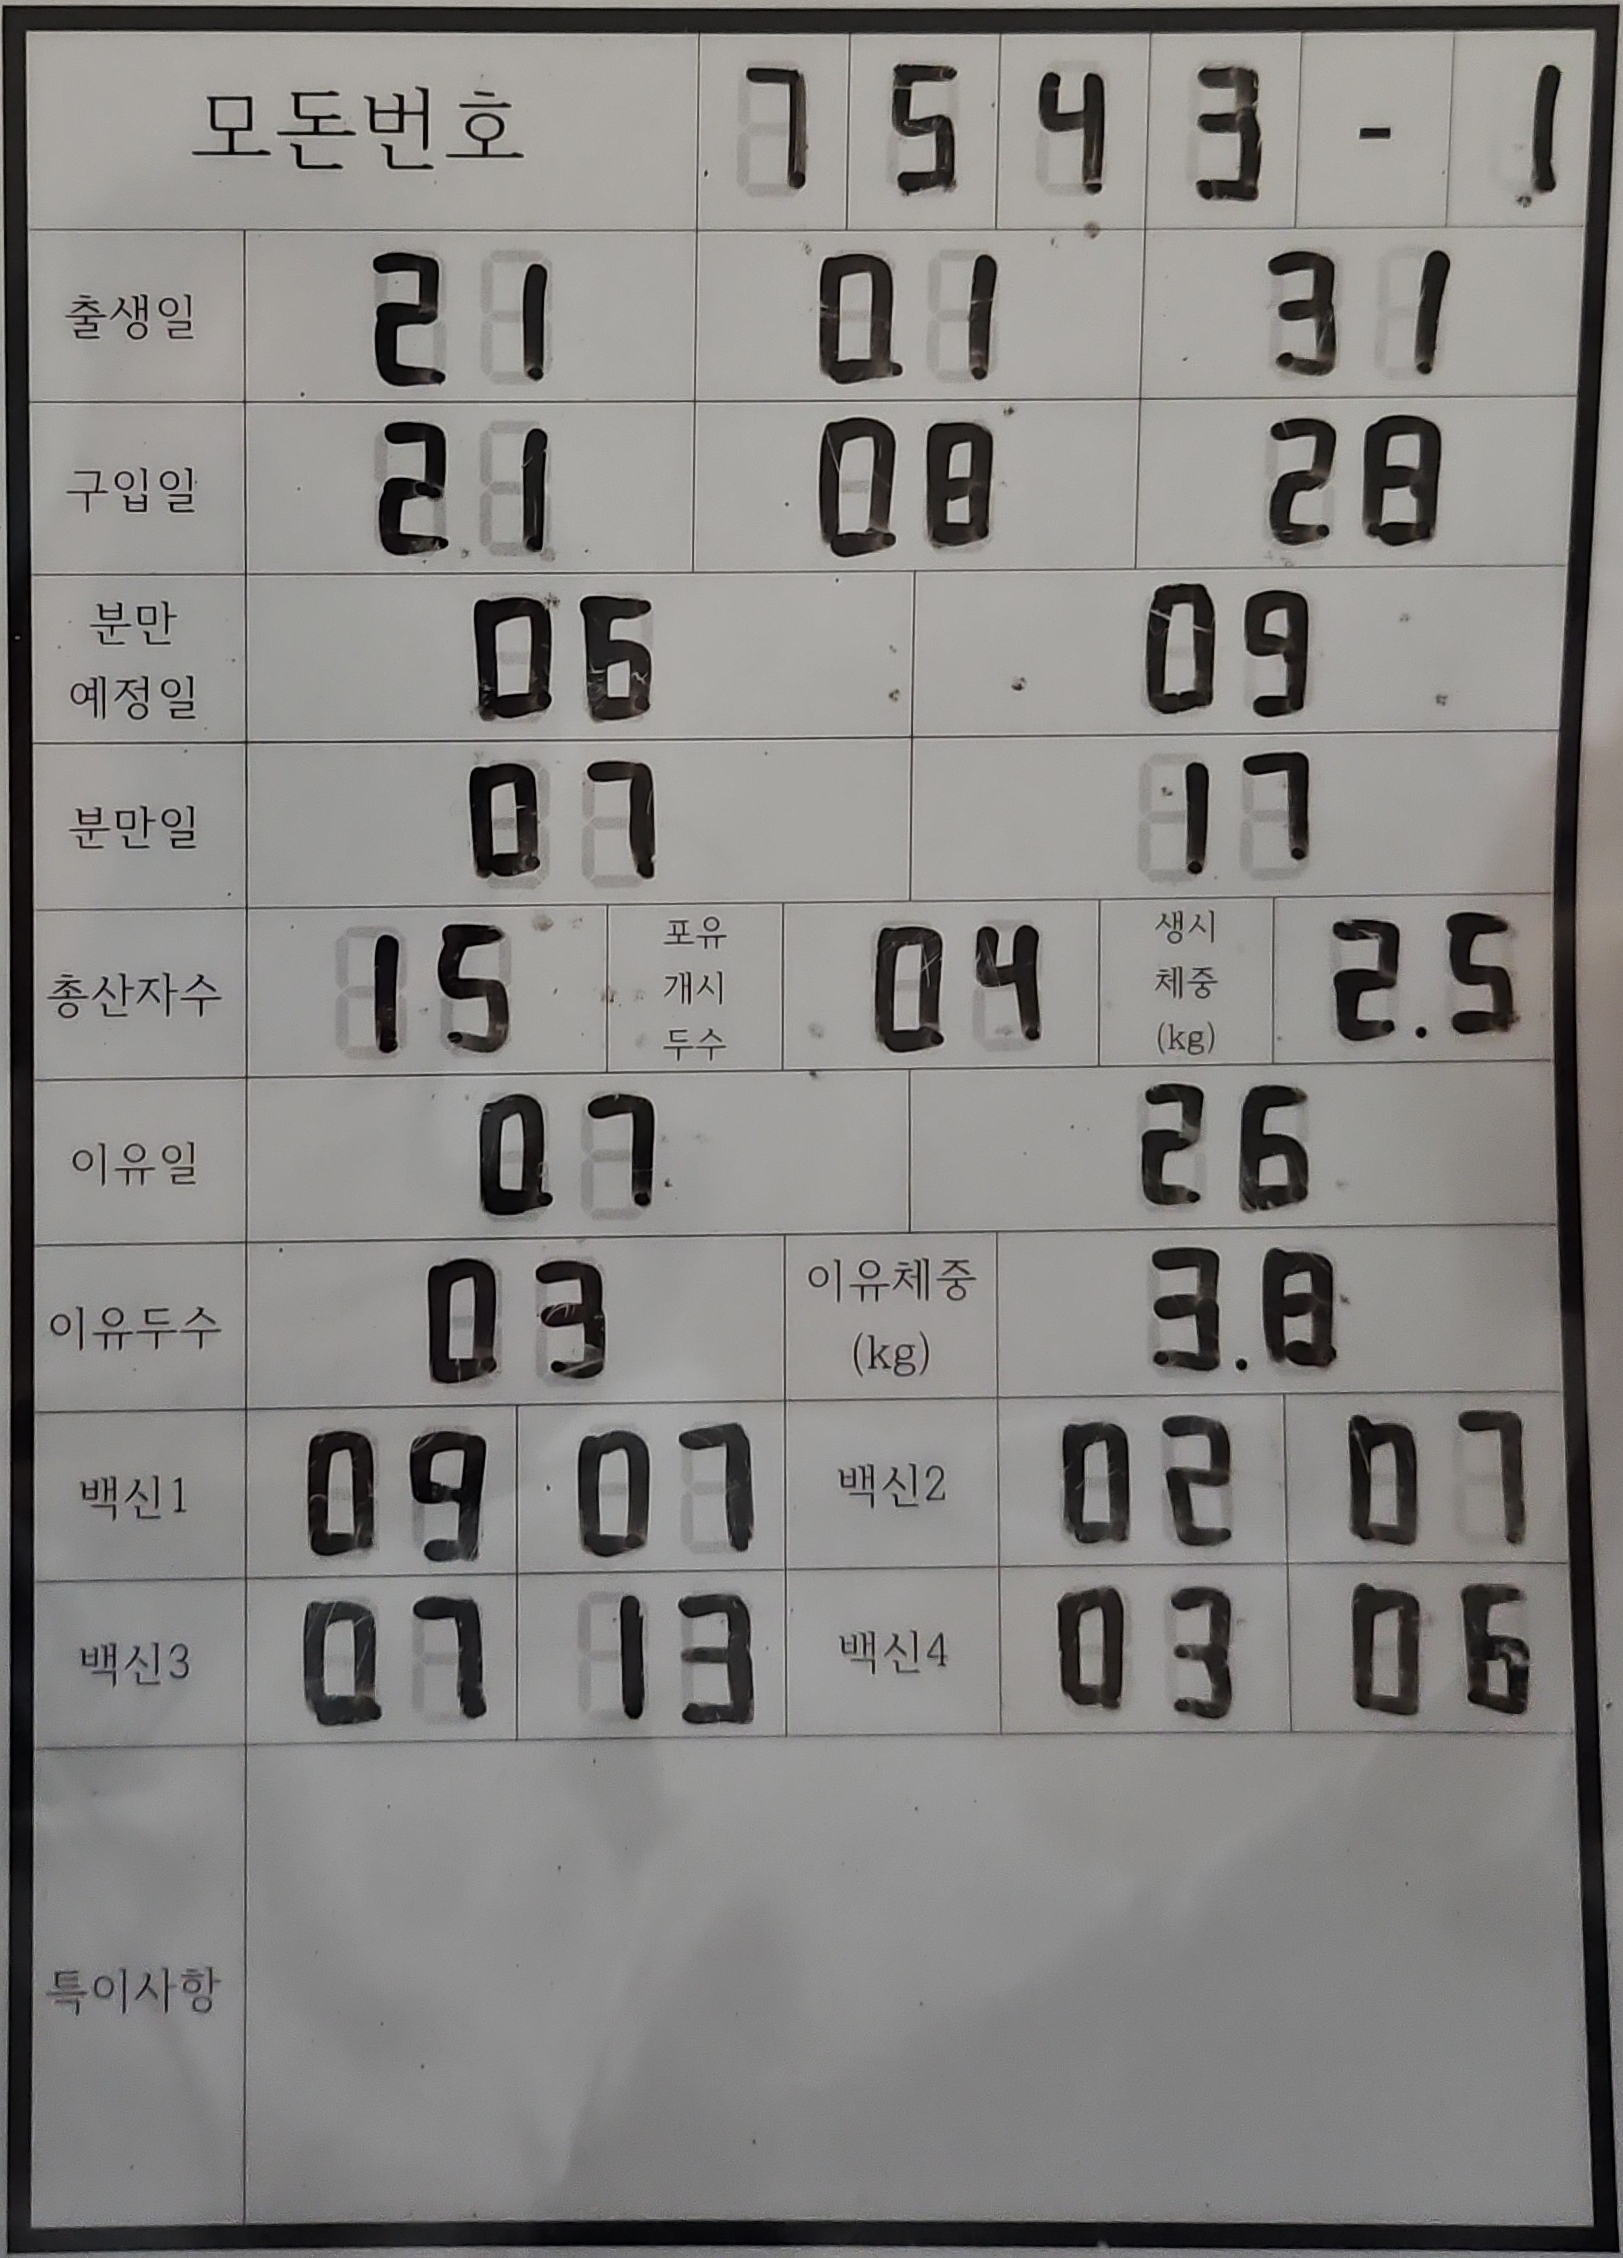 모돈번호 7 5 4 3 - 1
출생일 21 01 31
구입일 21 08 28
분만
예정일 06 09
분만일 07 17
총산자수 15 포유
개시
두수 04 생시
체중
(kg) 2.5
이유일 07 26
이유두수 03 이유체중
(kg) 3.8
백신1 09 07 백신2 02 07
백신3 07 13 백신4 03 06
특이사항